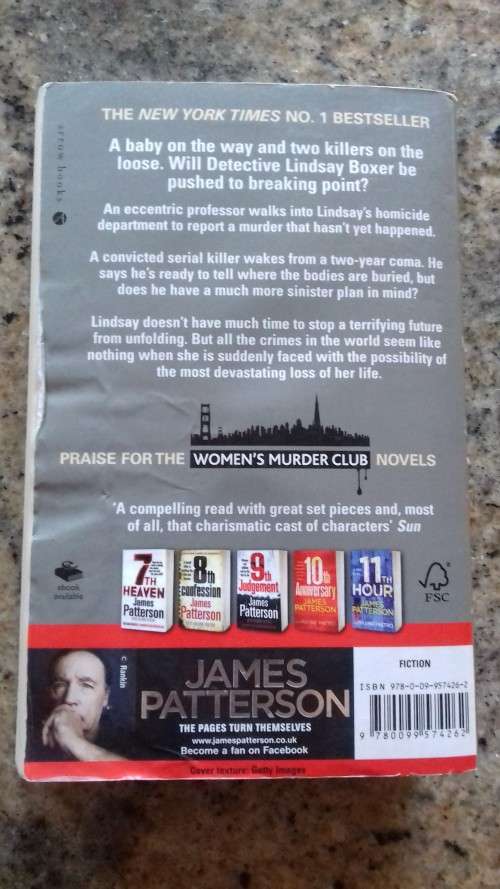 THE NEW YORK TIMES NO. 1 BESTSELLER
A baby on the way and two killers on the
loose. Will Detective Lindsay Boxer be
pushed to breaking point?
An eccentric professor walks into Lindsay's homicide
department to report a murder that hasn't yet happened.
A convicted serial killer wakes from a two-year coma. He
says he's ready to tell where the bodies are buried, but
does he have a much more sinister plan in mind?
Lindsay doesn't have much time to stop a terrifying future
from unfolding. But all the crimes in the world seem like
nothing when she is suddenly faced with the possibility of
the most devastating loss of her life.
PRAISE FOR THE WOMEN'S MURDER CLUB NOVELS
'A compelling read with great set pieces and, most
of all, that charismatic cast of characters' Sun
arrow books
ebook
available
7TH
HEAVEN
James
Patterson
8th
confession
James
Patterson
9th
Judgement
James
Patterson
10th
Anniversary
JAMES
PATTERSON
11TH
HOUR
JAMES
PATTERSON
FSC
c Rankin
JAMES
PATTERSON
THE PAGES TURN THEMSELVES
www.jamespatterson.co.uk
Become a fan on Facebook
FICTION
ISBN 978-0-09-957426-2
9 780099 574262
Cover texture: Getty Images